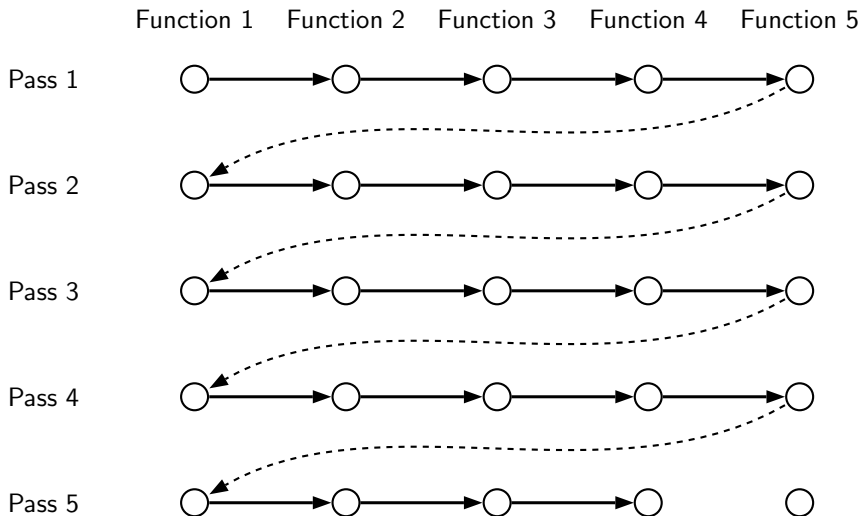 Function 1 Function 2 Function 3 Function 4 Function 5
Pass 1
Pass 2
Pass 3
Pass 4
Pass 5